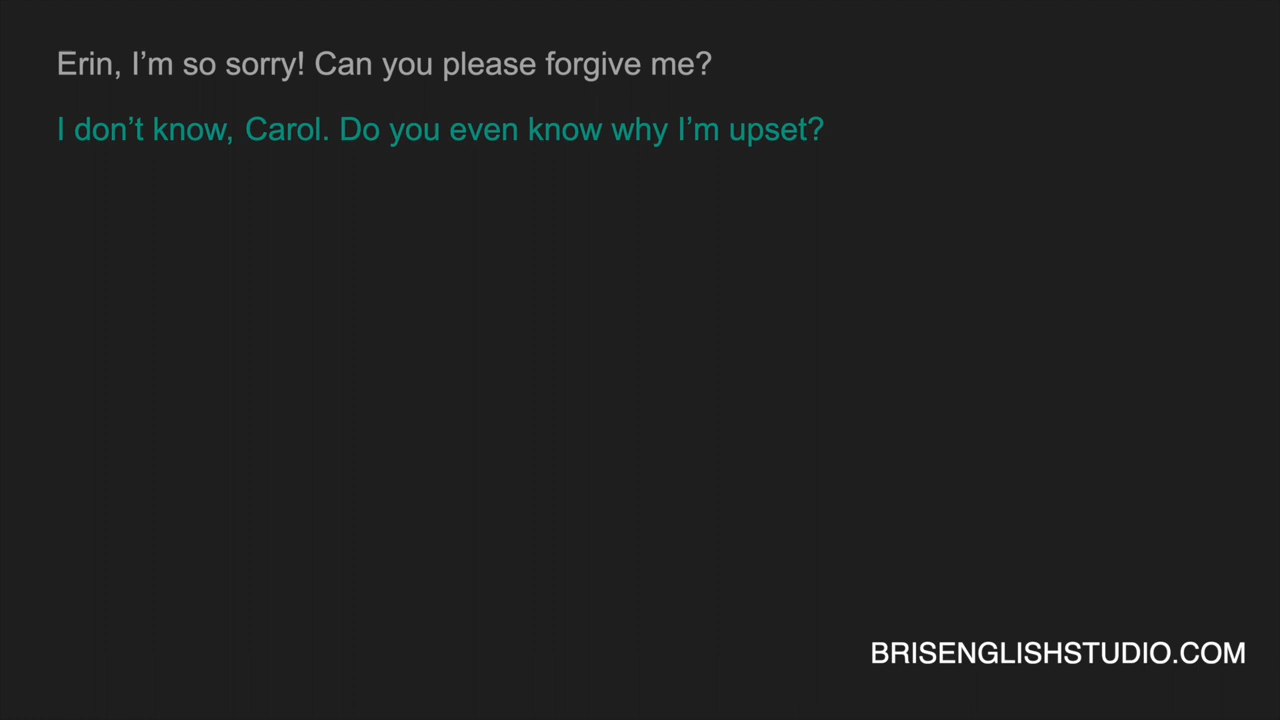 Erin, I’m so sorry! Can you please forgive me?
I don’t know, Carol. Do you even know why I’m upset?
BRISENGLISHSTUDIO.COM